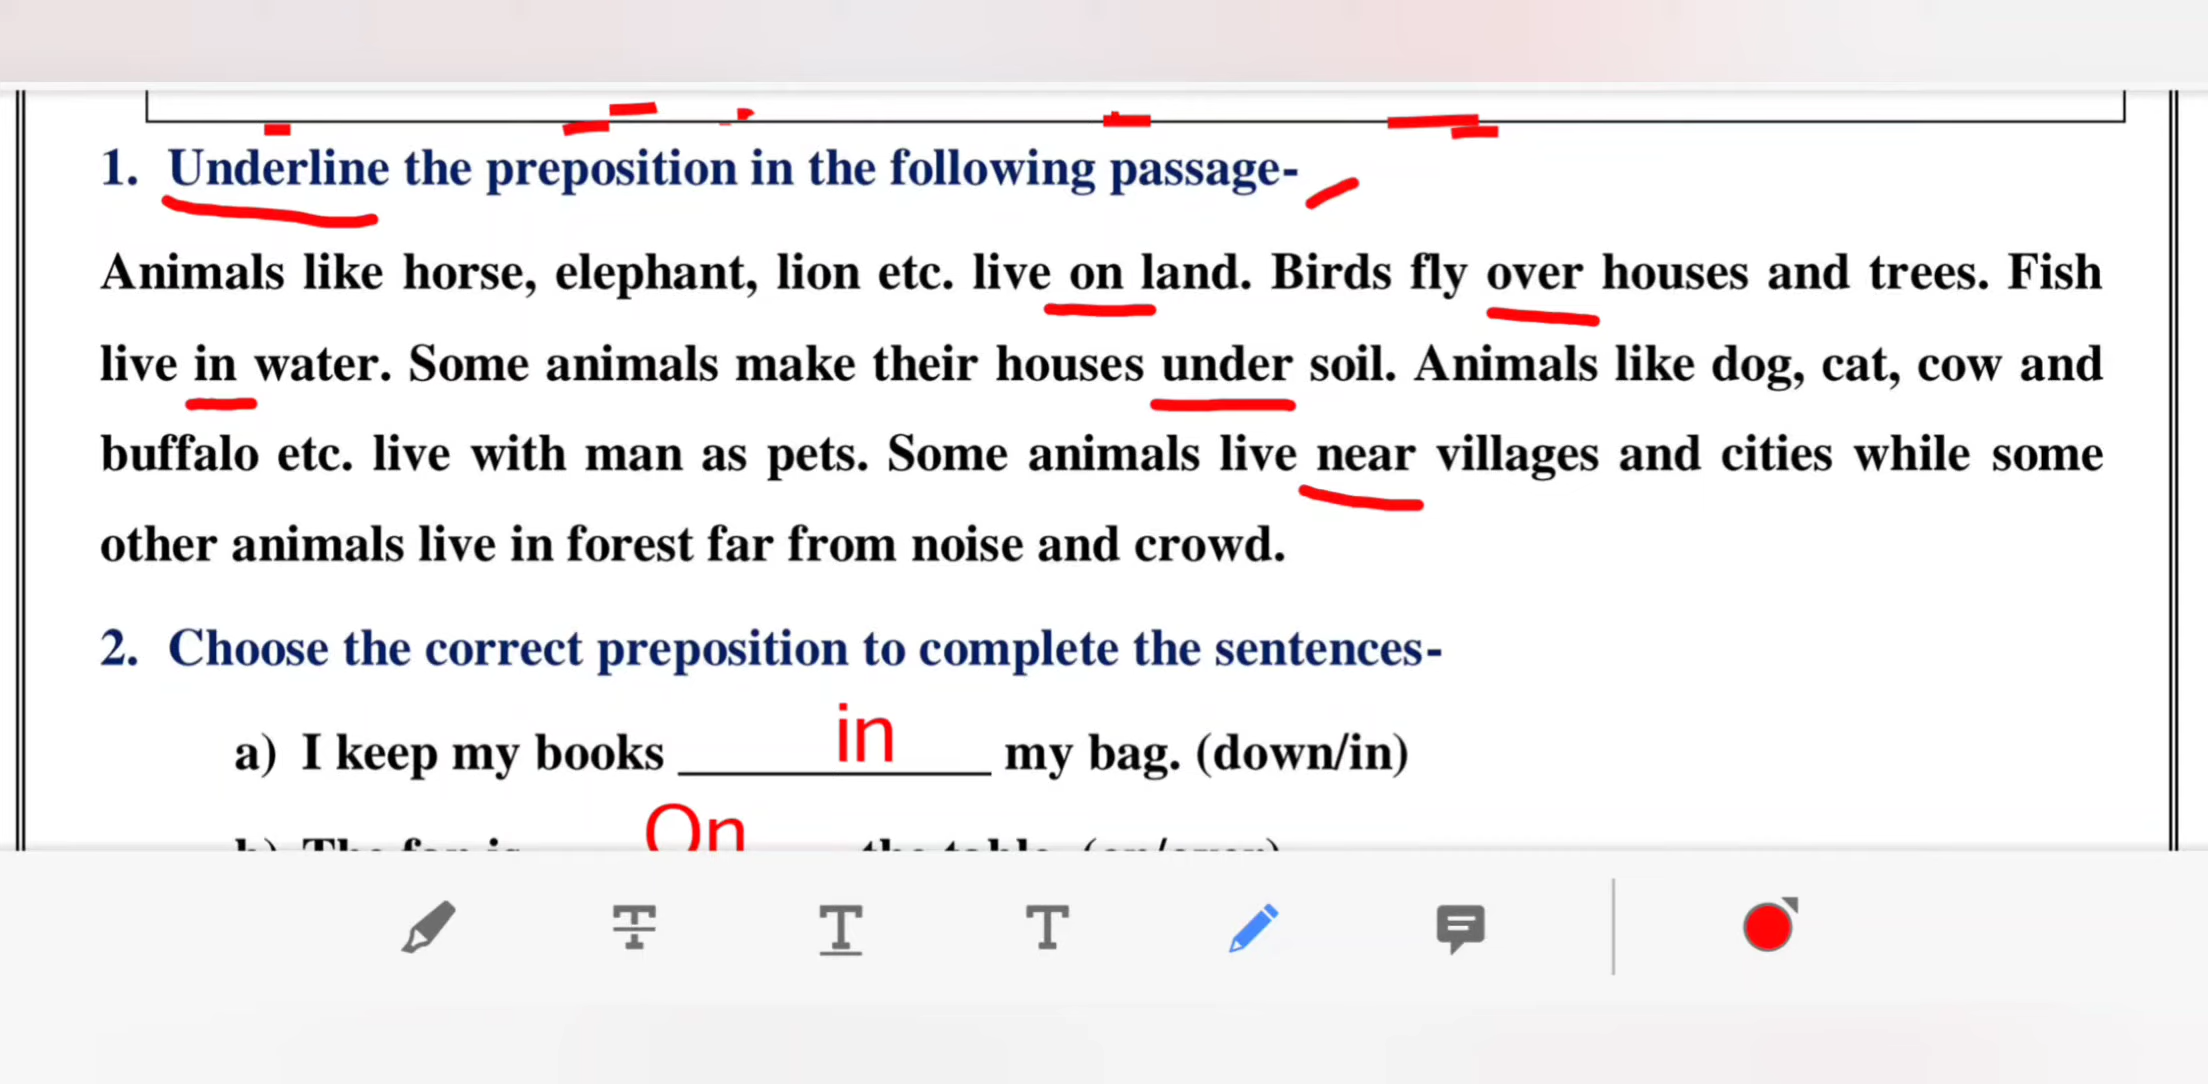 1. Underline the preposition in the following passage-
Animals like horse, elephant, lion etc. live on land. Birds fly over houses and trees. Fish
live in water. Some animals make their houses under soil. Animals like dog, cat, cow and
buffalo etc. live with man as pets. Some animals live near villages and cities while some
other animals live in forest far from noise and crowd.
2. Choose the correct preposition to complete the sentences-
a) I keep my books in my bag. (down/in)
On